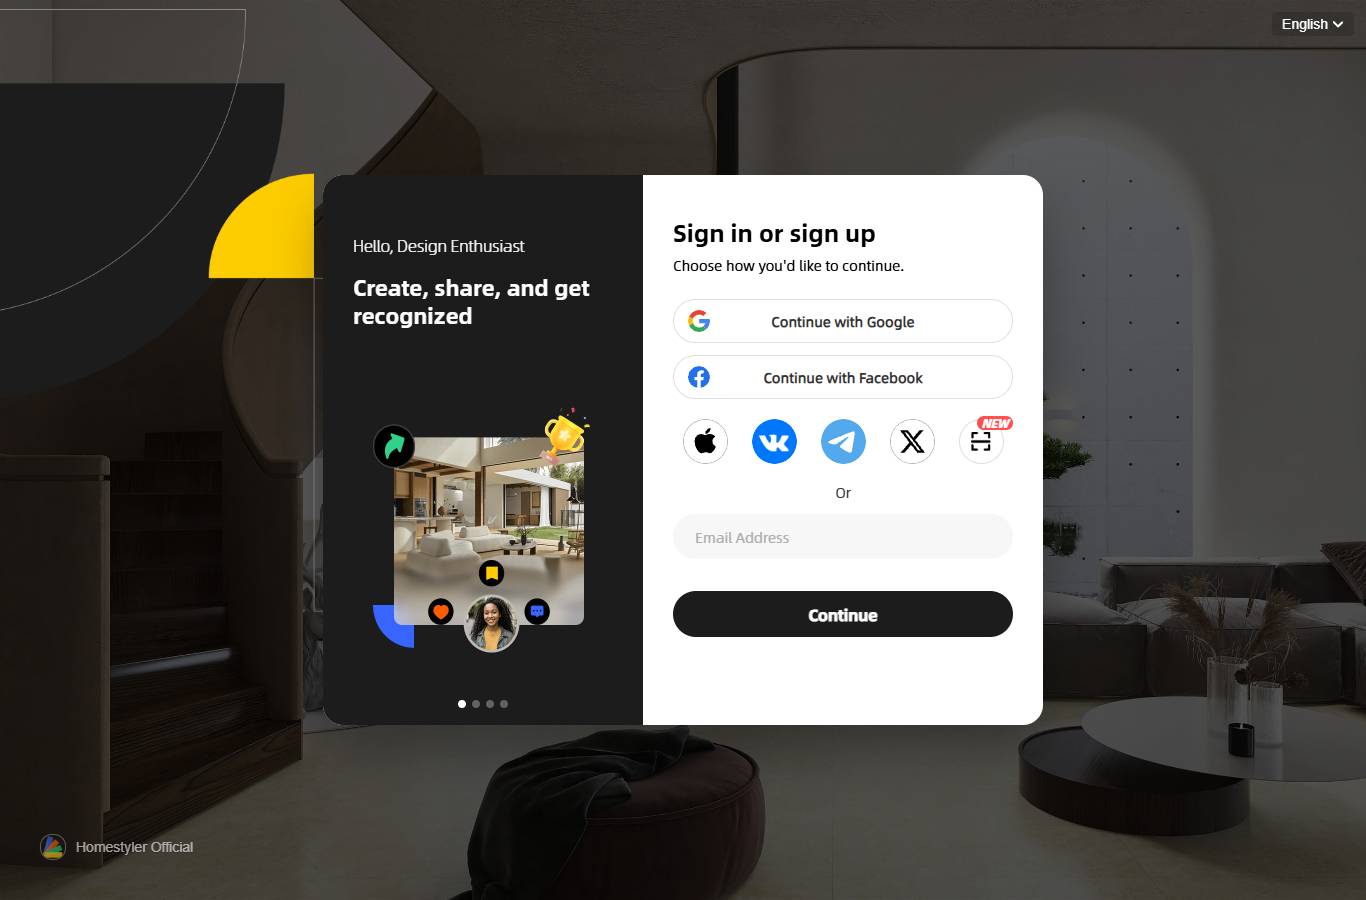 English
Hello, Design Enthusiast
Create, share, and get
recognized
Sign in or sign up
Choose how you'd like to continue.
Continue with Google
Continue with Facebook
NEW
Or
Email Address
Continue
Homestyler Official